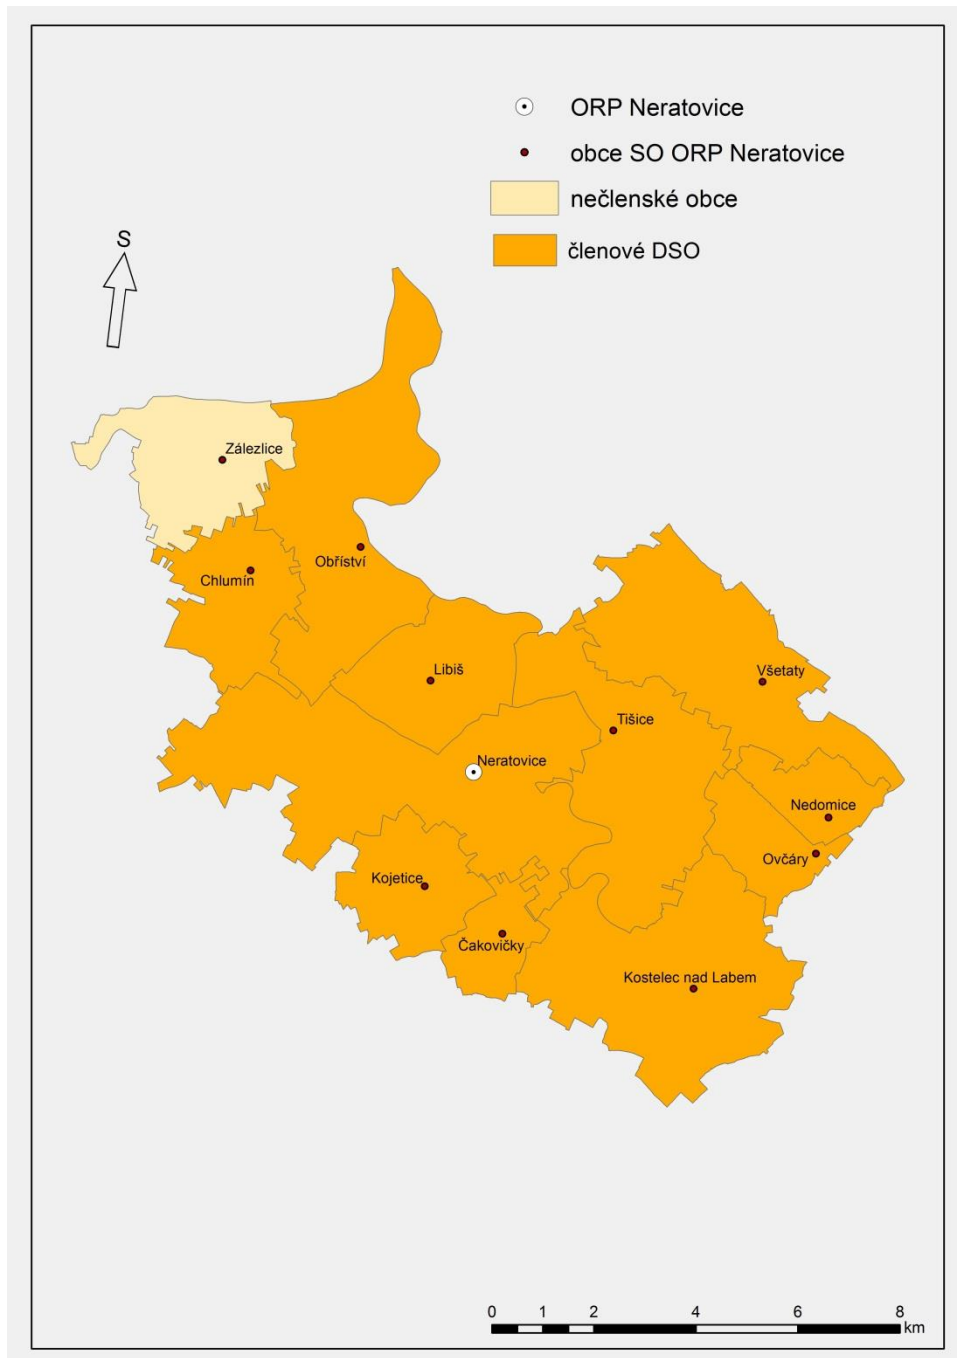 ORP Neratovice
obce SO ORP Neratovice
nečlenské obce
členové DSO
S
Zálezlice
Obříství
Chlumín
Libiš
Všetaty
Tišice
Neratovice
Nedomice
Ovčáry
Kojetice
Čakovičky
Kostelec nad Labem
0 1 2 4 6 8
km